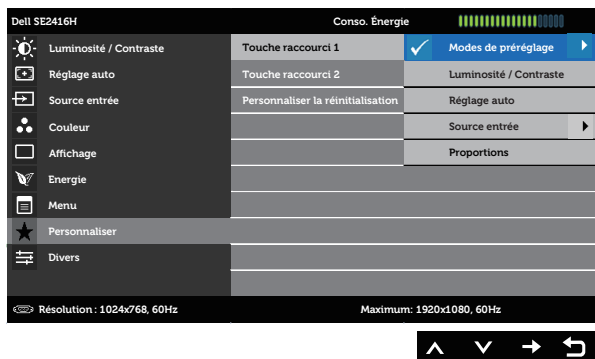 Dell SE2416H Conso. Énergie
Luminosité / Contraste Touche raccourci 1 Modes de préréglage
Réglage auto Touche raccourci 2 Luminosité / Contraste
Source entrée Personnaliser la réinitialisation Réglage auto
Couleur Source entrée
Affichage Proportions
Energie
Menu
Personnaliser
Divers
Résolution : 1024x768, 60Hz Maximum: 1920x1080, 60Hz